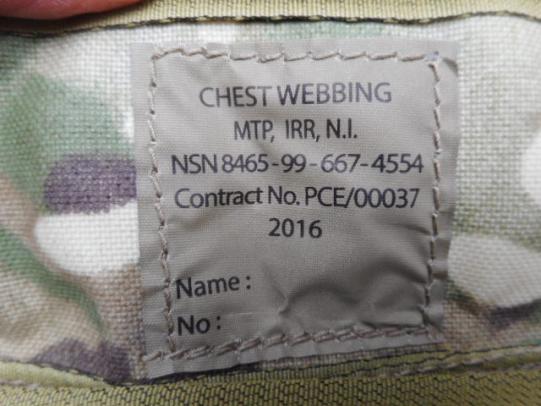 CHEST WEBBING
MTP, IRR, N.I.
NSN 8465-99-667-4554
Contract No. PCE/00037
2016
Name :
No :